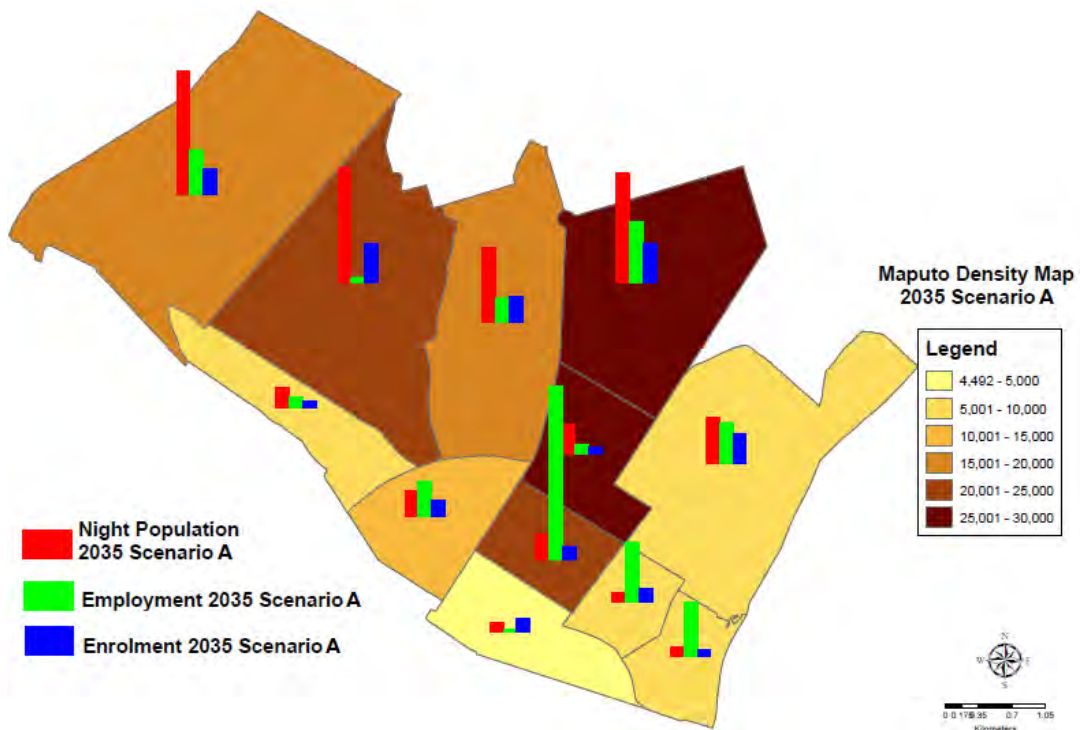 Maputo Density Map
2035 Scenario A
Legend
4,492 - 5,000
5,001 - 10,000
10,001 - 15,000
15,001 - 20,000
20,001 - 25,000
25,001 - 30,000
Night Population
2035 Scenario A
Employment 2035 Scenario A
Enrolment 2035 Scenario A
N
W E
S
0 0.7 1.05
Kilometers